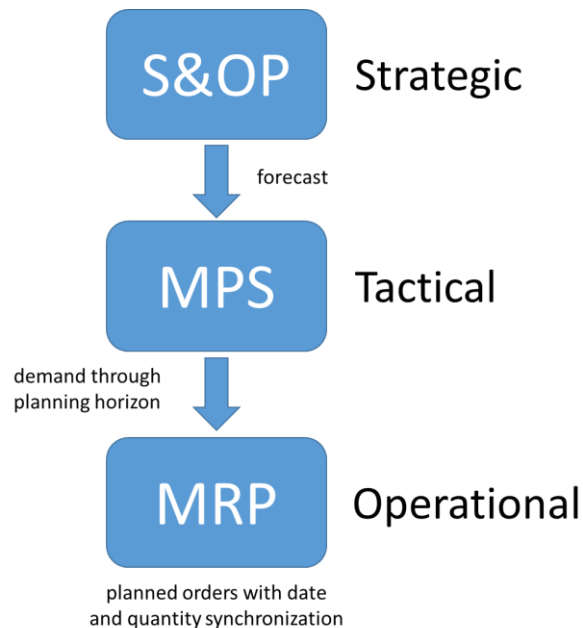 S&OP
Strategic
forecast
MPS
Tactical
demand through
planning horizon
MRP
Operational
planned orders with date
and quantity synchronization